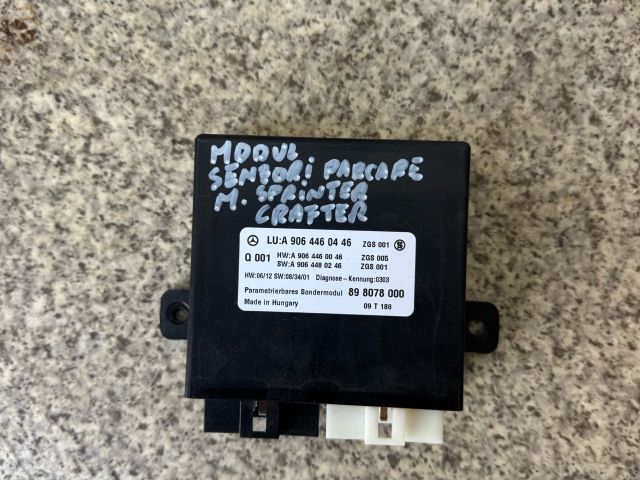 MODUL
SENZORI PARCARE
M. SPRINTER
CRAFTER
LU:A 906 446 04 46 ZGS 001
Q 001 HW:A 906 446 00 46 ZGS 005
SW:A 906 448 02 46 ZGS 001
HW:06/12 SW:08/34/01 Diagnose – Kennung:0303
Parametrierbares Sondermodul 89 8078 000
Made in Hungary 09 T 188